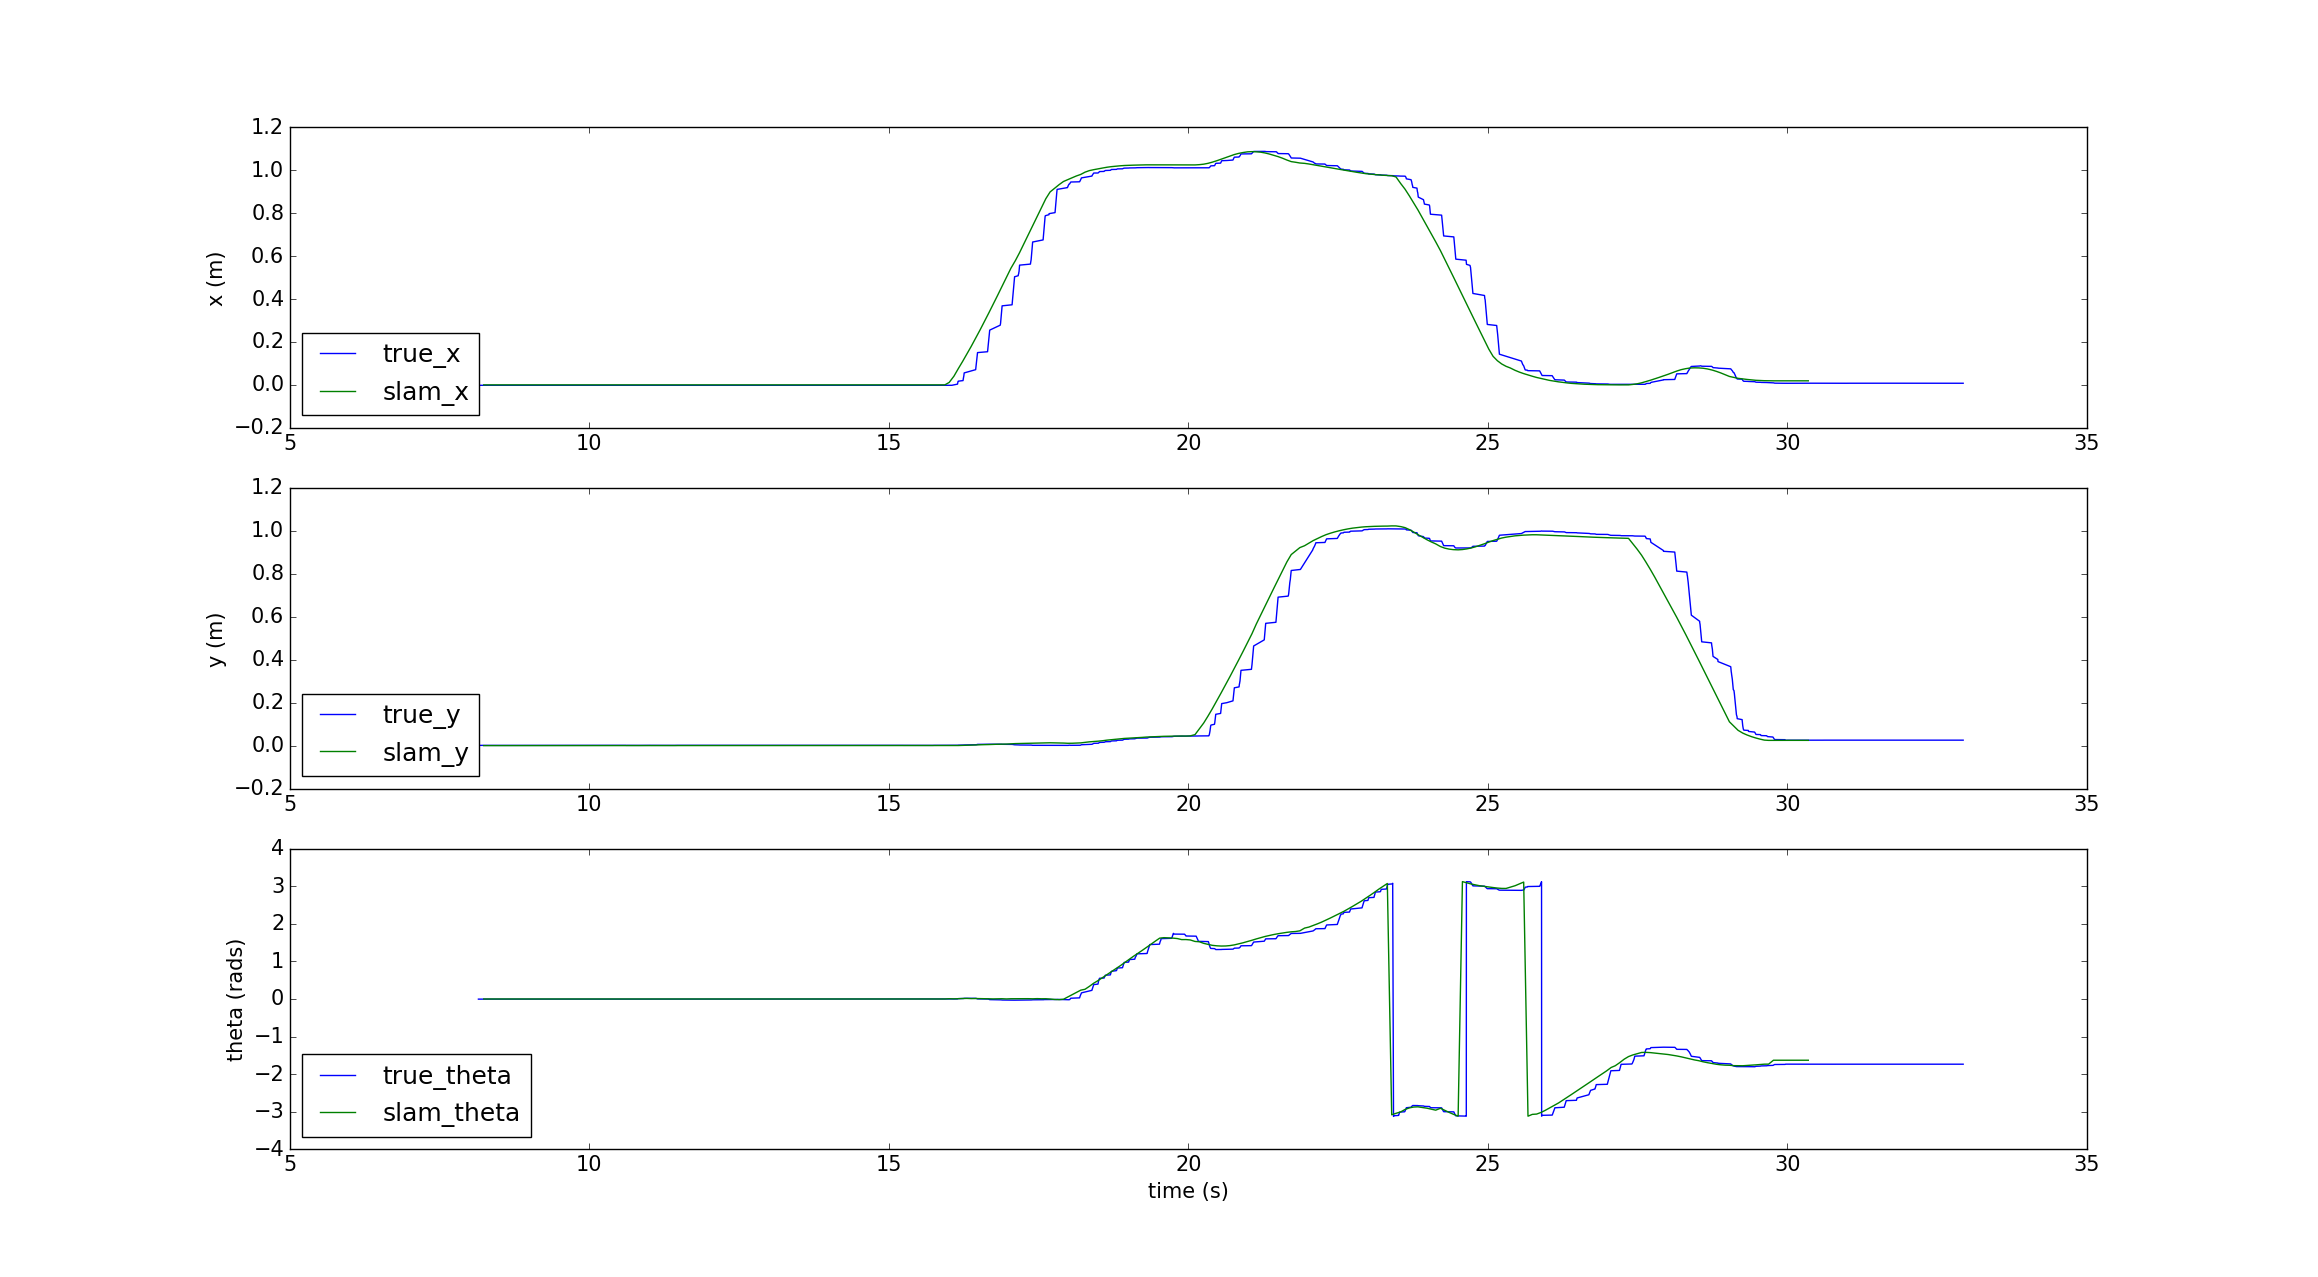 1.2
1.0
0.8
0.6
0.4
0.2
0.0
−0.2
x (m)
true_x
slam_x
5 10 15 20 25 30 35
1.2
1.0
0.8
0.6
0.4
0.2
0.0
−0.2
y (m)
true_y
slam_y
5 10 15 20 25 30 35
4
3
2
1
0
−1
−2
−3
−4
theta (rads)
true_theta
slam_theta
5 10 15 20 25 30 35
time (s)